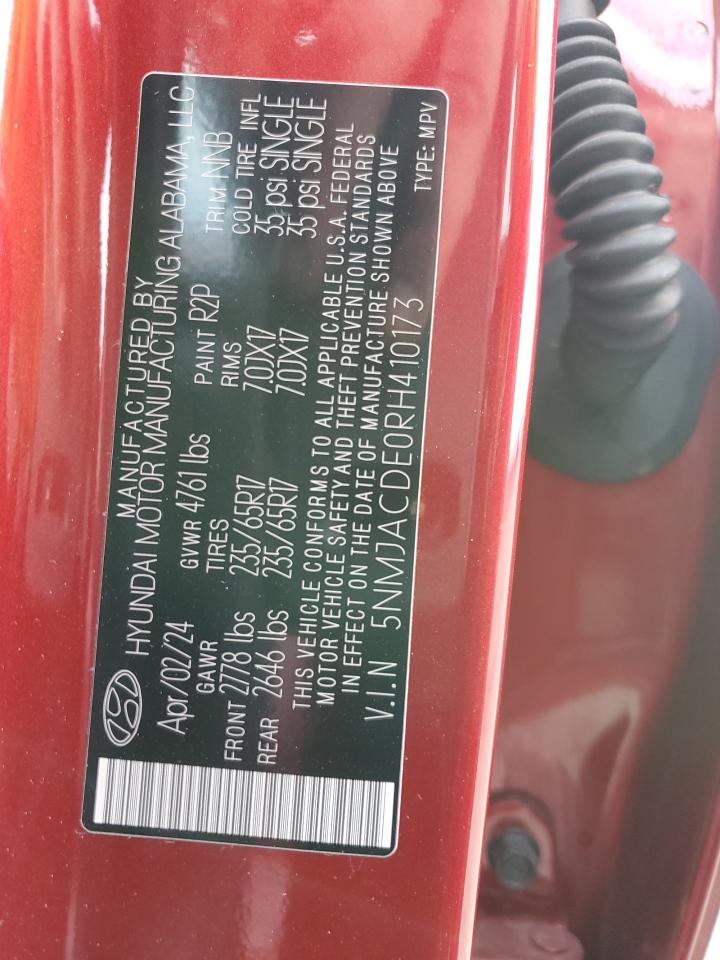 MANUFACTURED BY
HYUNDAI MOTOR MANUFACTURING ALABAMA, LLC
Apr/02/24 GVWR 4761 lbs PAINT R2P TRIM NNB
GAWR TIRES RIMS COLD TIRE INFL
FRONT 2778 lbs 235/65R17 7.0JX17 35 psi SINGLE
REAR 2646 lbs 235/65R17 7.0JX17 35 psi SINGLE
THIS VEHICLE CONFORMS TO ALL APPLICABLE U.S.A. FEDERAL
MOTOR VEHICLE SAFETY AND THEFT PREVENTION STANDARDS
IN EFFECT ON THE DATE OF MANUFACTURE SHOWN ABOVE
V.I.N 5NMJACDE0RH410173 TYPE: MPV